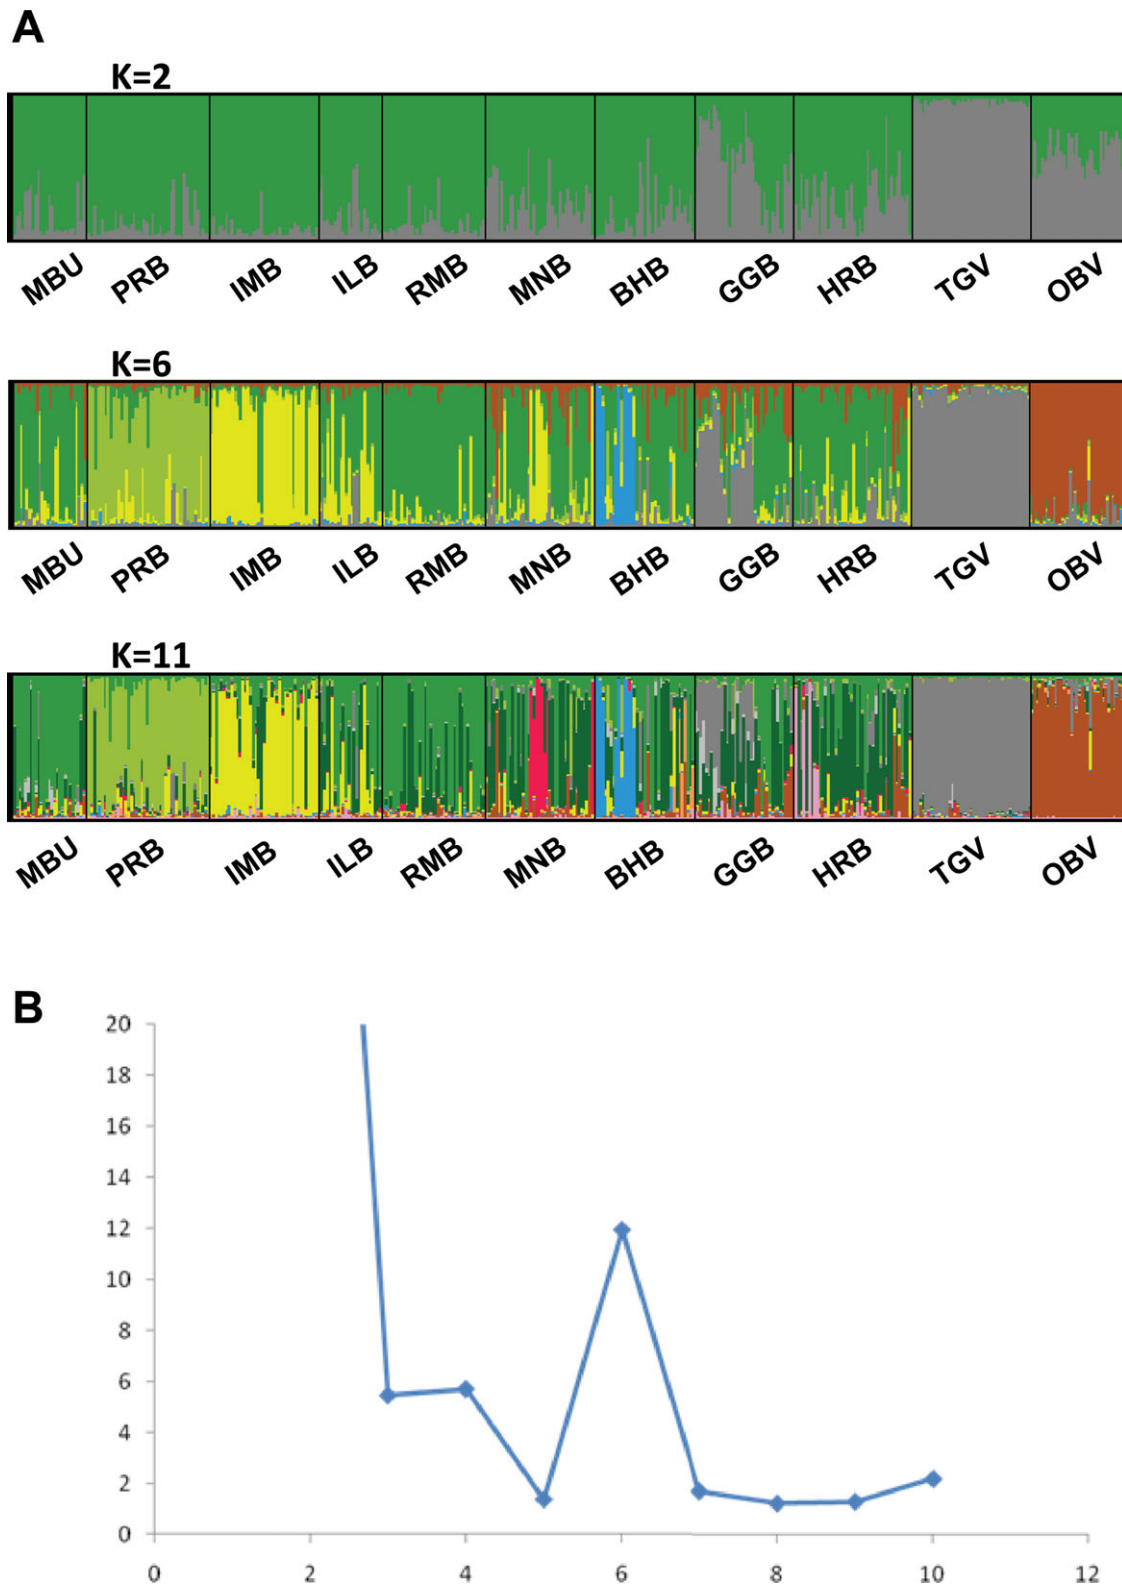 A
K=2
MBU PRB IMB ILB RMB MNB BHB GGB HRB TGV OBV
K=6
MBU PRB IMB ILB RMB MNB BHB GGB HRB TGV OBV
K=11
MBU PRB IMB ILB RMB MNB BHB GGB HRB TGV OBV
B
20
18
16
14
12
10
8
6
4
2
0
0 2 4 6 8 10 12